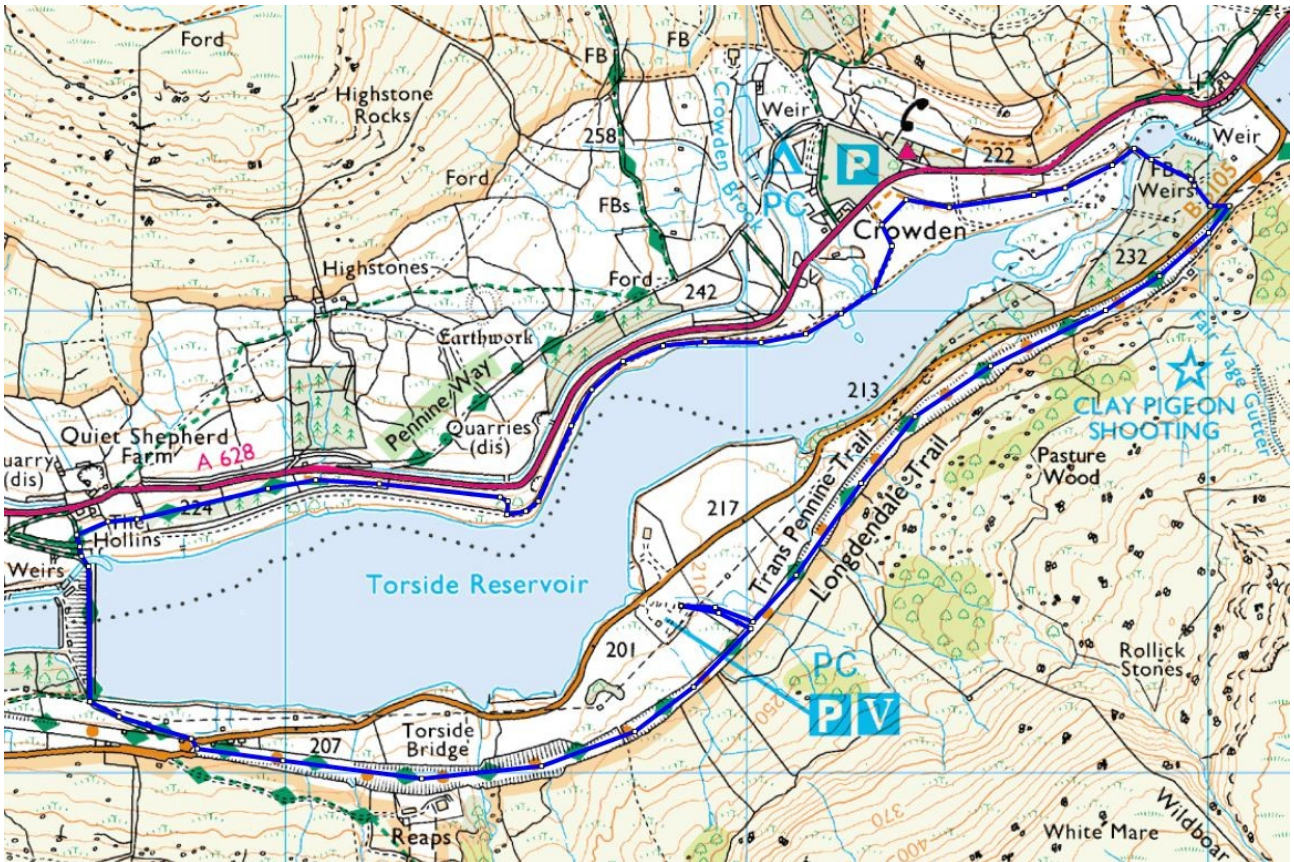 Ford
FB
FB
Highstone
Rocks
Weir
Crowden Brook
258
P
222
Weir
Ford
PC
FB
Weirs
B 6105
FBs
Crowden
Highstones
232
Ford
242
Far Vage Gutter
Earthwork
213
CLAY PIGEON
SHOOTING
Pennine Way
Quiet Shepherd
Farm
Quarries
(dis)
A 628
uarry
(dis)
Pasture
Wood
Trans Pennine Trail
Longdendale Trail
224
217
The
Hollins
Weirs
210
Torside Reservoir
201
PC
P V
250
Rollick
Stones
Torside
Bridge
207
Reaps
370
400
White Mare
Wildboar